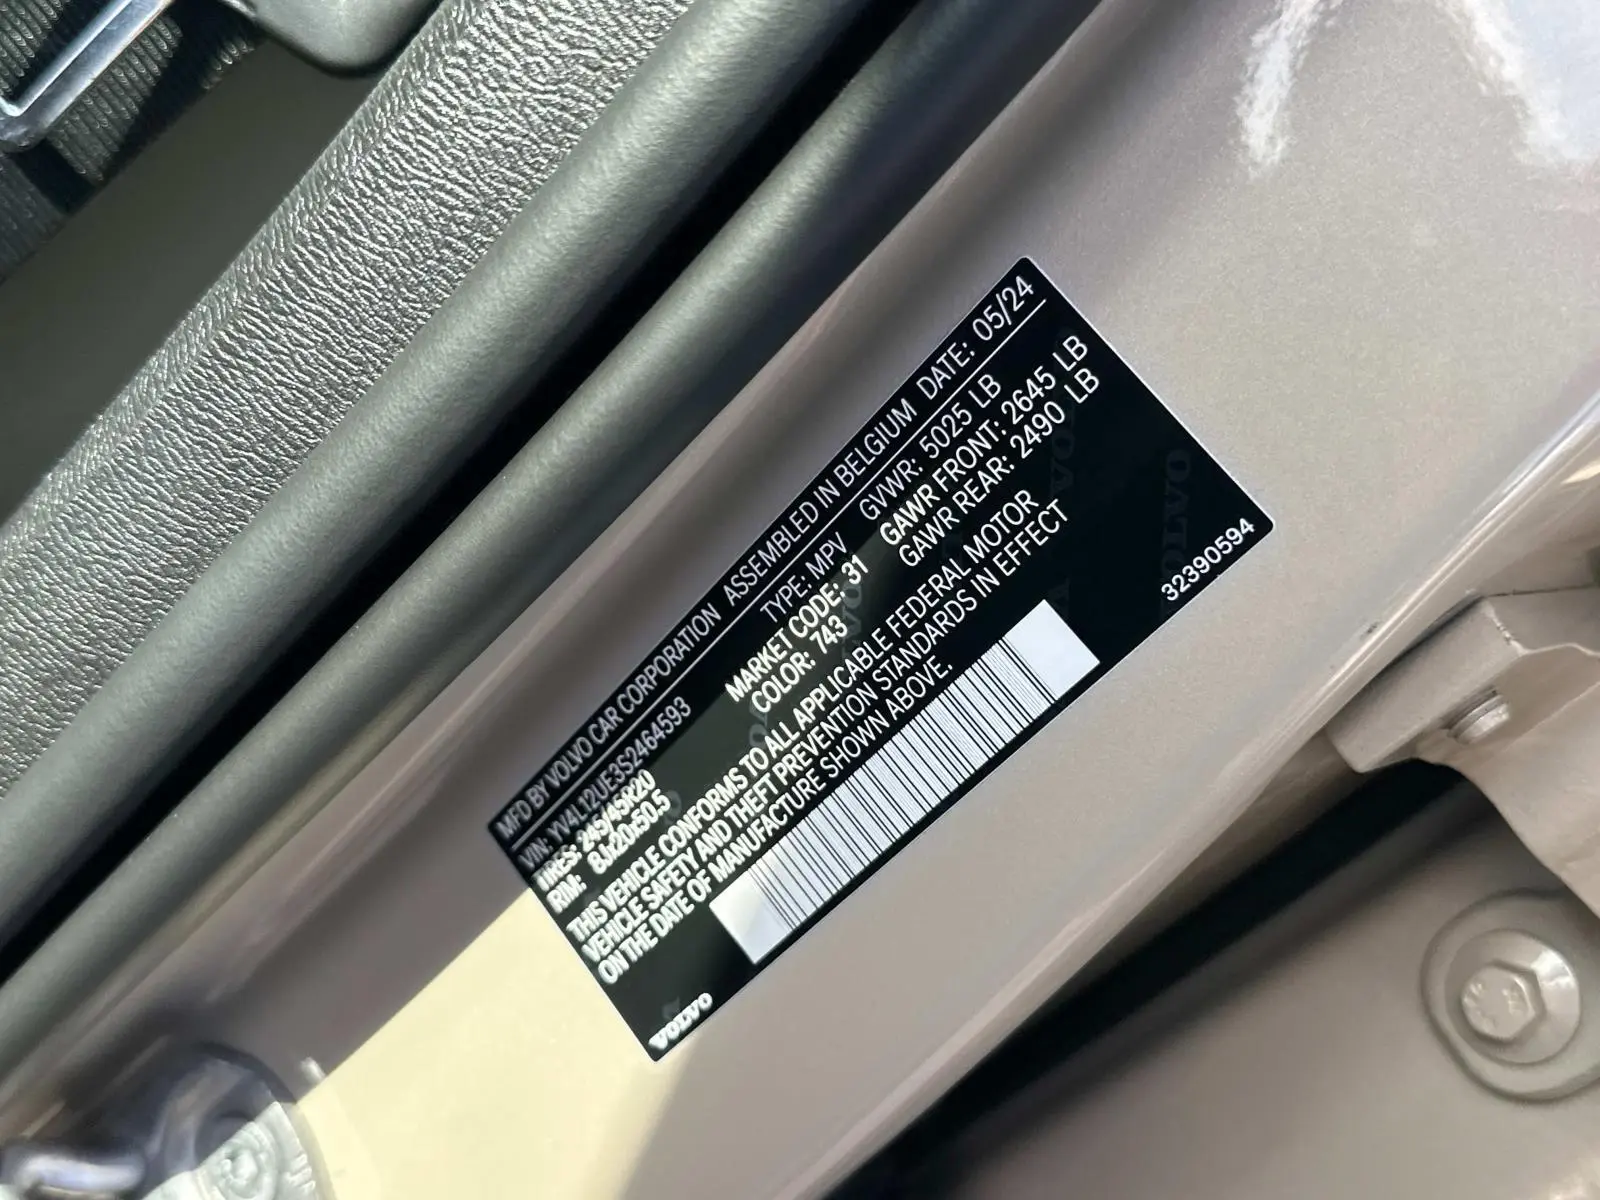 MFD BY VOLVO CAR CORPORATION ASSEMBLED IN BELGIUM DATE: 05/24
VIN: YV4L12UE3S2464593 TYPE: MPV GVWR: 5025 LB
TIRES: 245/45R20 MARKET CODE: 31 GAWR FRONT: 2645 LB
RIM: 8Jx20x50.5 COLOR: 743 GAWR REAR: 2490 LB
THIS VEHICLE CONFORMS TO ALL APPLICABLE FEDERAL MOTOR
VEHICLE SAFETY AND THEFT PREVENTION STANDARDS IN EFFECT
ON THE DATE OF MANUFACTURE SHOWN ABOVE.
VOLVO 32390594